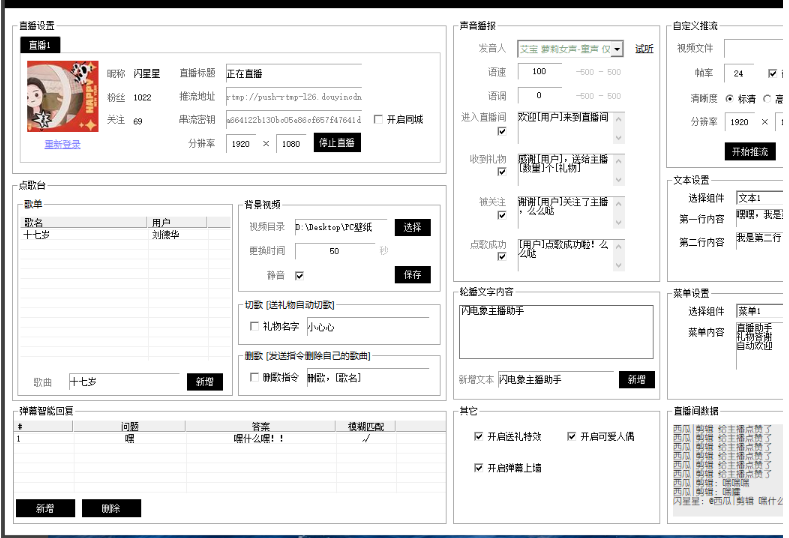 直播设置
直播1
HAPPY
昵称 闪星星
粉丝 1022
关注 69
重新登录
直播标题 正在直播
推流地址 rtmp://push-rtmp-l26.douyincdn
串流密钥
开启同城
分辨率 1920 × 1080 停止直播
点歌台
歌单
歌名 用户
十七岁 刘德华
歌曲 十七岁 新增
背景视频
视频目录 D:\Desktop\PC壁纸 选择
更换时间 50 秒
静音 保存
切歌 [送礼物自动切歌]
礼物名字 小心心
删歌 [发送指令删除自己的歌曲]
删歌指令 删歌，[歌名]
弹幕智能回复
# 问题 答案 模糊匹配
1 嘿 嘿什么嘿！！ √
新增 删除
声音播报
发音人 艾宝 萝莉女声-童声 仅 试听
语速 100 -500 - 500
语调 0 -500 - 500
进入直播间 欢迎[用户]来到直播间
收到礼物 感谢[用户]，送给主播
[数量]个[礼物]
被关注 谢谢[用户]关注了主播
，么么哒
点歌成功 [用户]点歌成功啦！么
么哒
轮播文字内容
闪电象主播助手
新增文本 闪电象主播助手 新增
其它
开启送礼特效 开启可爱人偶
开启弹幕上墙
自定义推流
视频文件
帧率 24
清晰度 标清 高
分辨率 1920 × 1
开始推流
文本设置
选择组件 文本1
第一行内容 嘿嘿，我是
第二行内容 我是第二行
菜单设置
选择组件 菜单1
菜单内容 直播助手
礼物答谢
自动欢迎
直播间数据
西瓜|剪辑 给主播点赞了
西瓜|剪辑 给主播点赞了
西瓜|剪辑 给主播点赞了
西瓜|剪辑 给主播点赞了
西瓜|剪辑 给主播点赞了
西瓜|剪辑 给主播点赞了
西瓜|剪辑：嘿嘿嘿
西瓜|剪辑：
闪星星：@西瓜|剪辑 嘿什么